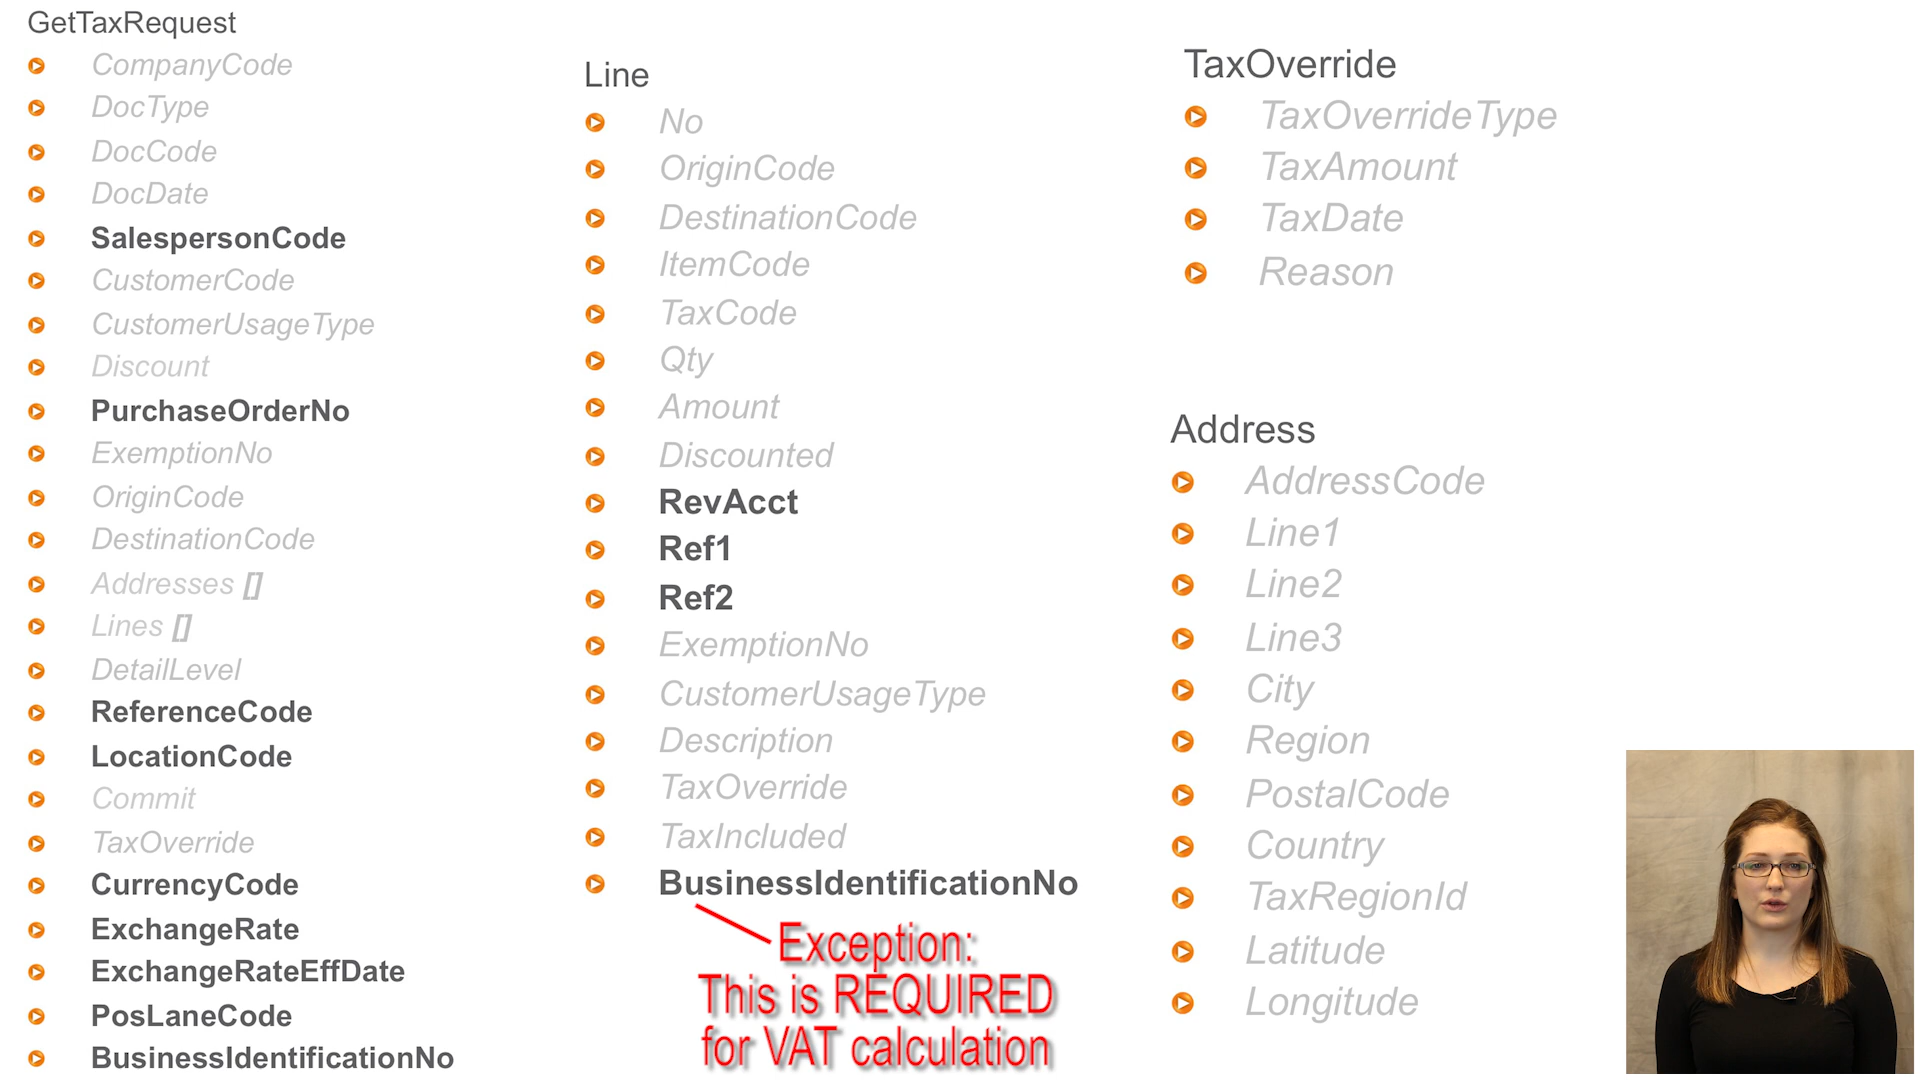 GetTaxRequest
CompanyCode
DocType
DocCode
DocDate
SalespersonCode
CustomerCode
CustomerUsageType
Discount
PurchaseOrderNo
ExemptionNo
OriginCode
DestinationCode
Addresses []
Lines []
DetailLevel
ReferenceCode
LocationCode
Commit
TaxOverride
CurrencyCode
ExchangeRate
ExchangeRateEffDate
PosLaneCode
BusinessIdentificationNo
Line
No
OriginCode
DestinationCode
ItemCode
TaxCode
Qty
Amount
Discounted
RevAcct
Ref1
Ref2
ExemptionNo
CustomerUsageType
Description
TaxOverride
TaxIncluded
BusinessIdentificationNo
Exception:
This is REQUIRED
for VAT calculation
TaxOverride
TaxOverrideType
TaxAmount
TaxDate
Reason
Address
AddressCode
Line1
Line2
Line3
City
Region
PostalCode
Country
TaxRegionId
Latitude
Longitude